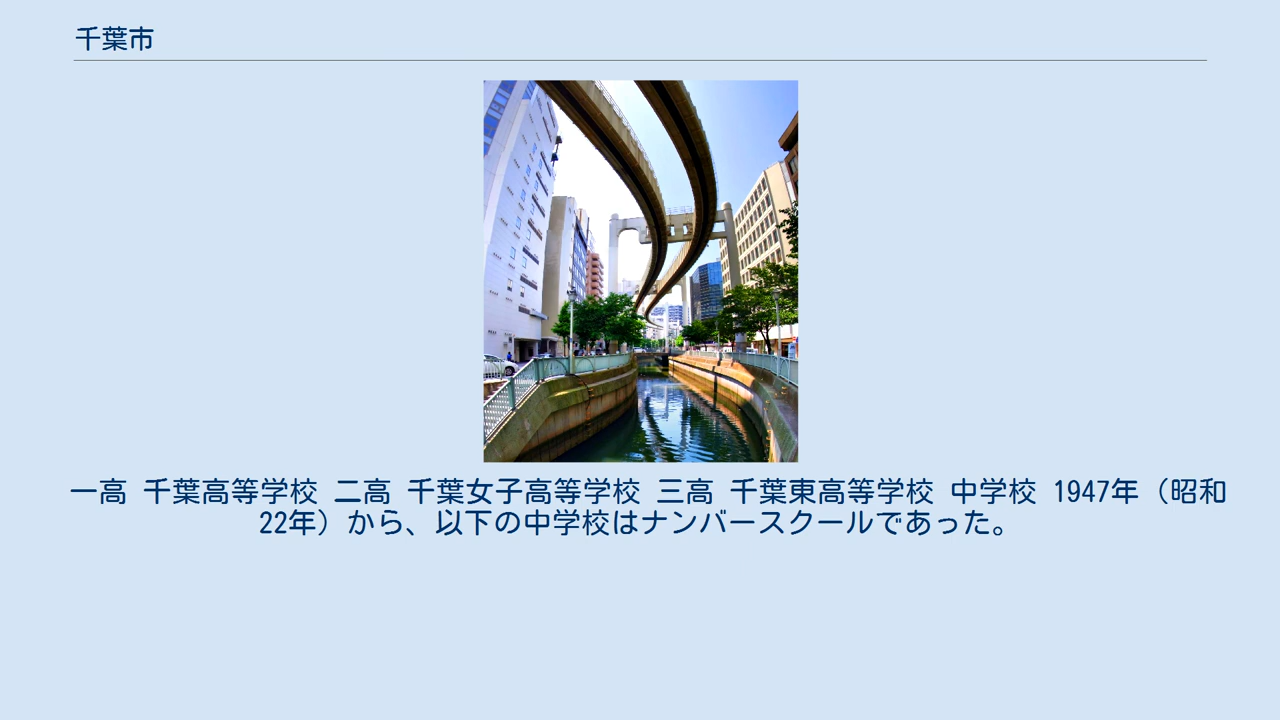 千葉市
一高 千葉高等学校 二高 千葉女子高等学校 三高 千葉東高等学校 中学校 1947年（昭和
22年）から、以下の中学校はナンバースクールであった。